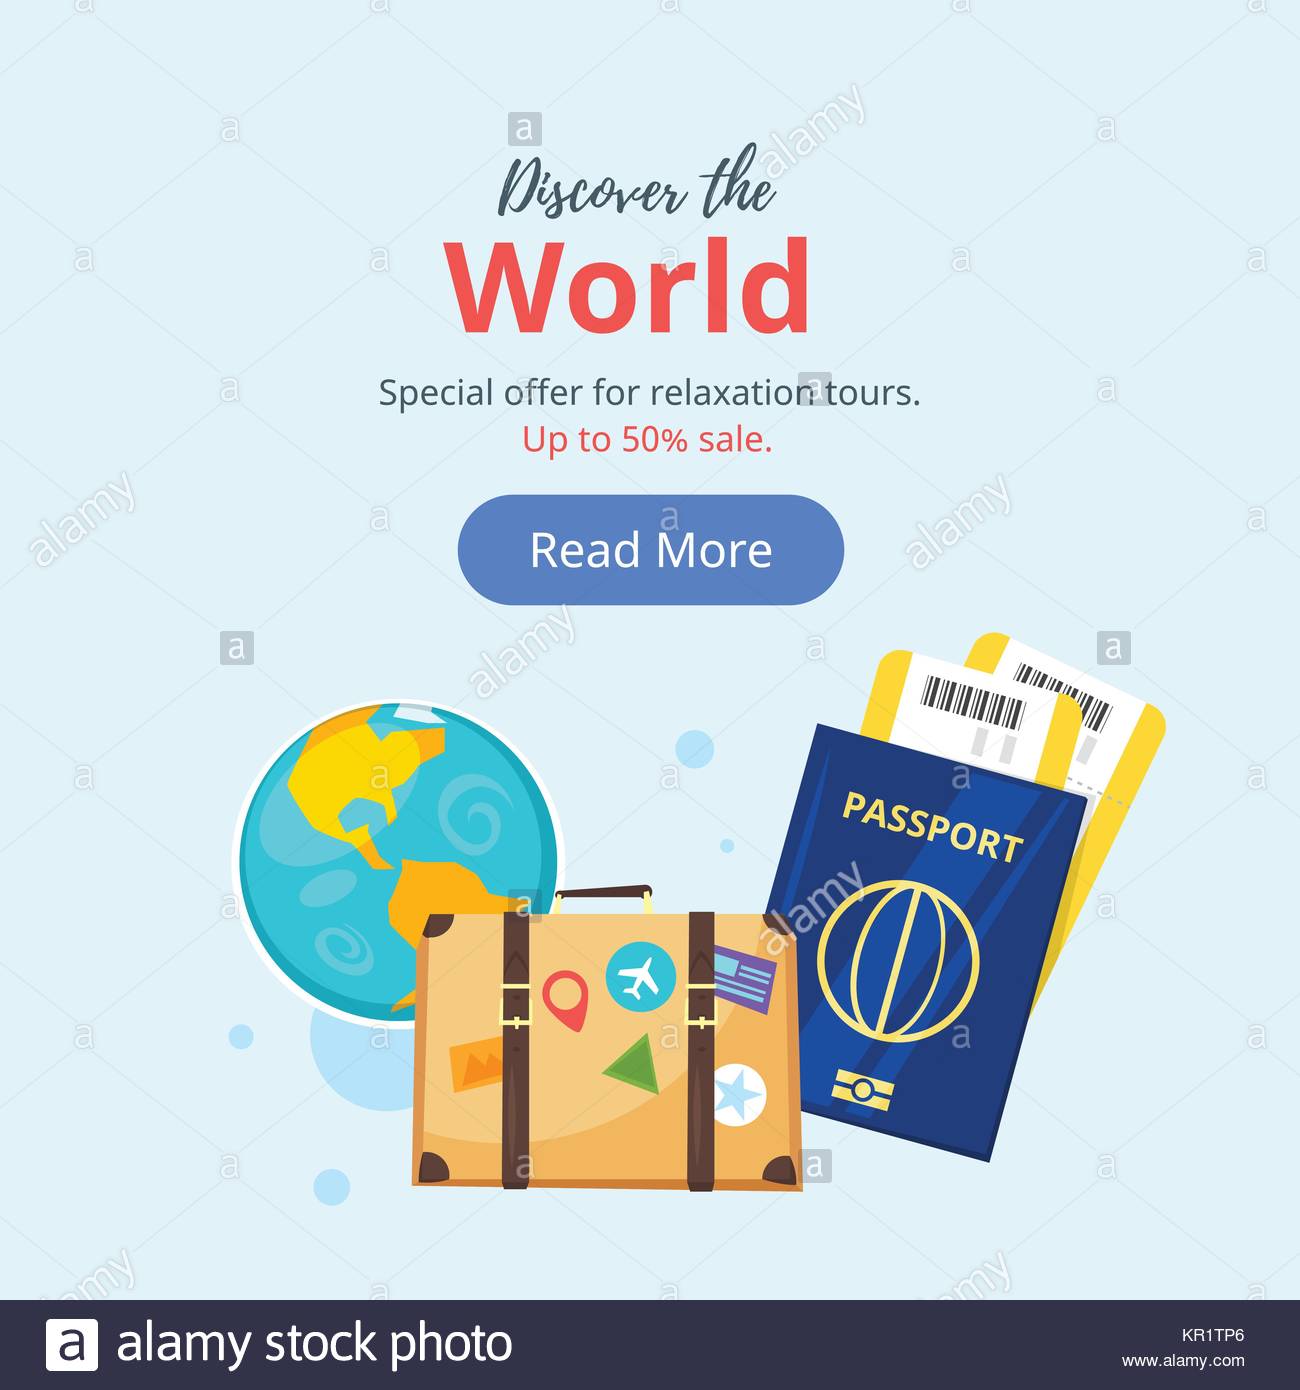 Discover the
World
Special offer for relaxation tours.
Up to 50% sale.
Read More
PASSPORT
a alamy stock photo
KR1TP6
www.alamy.com